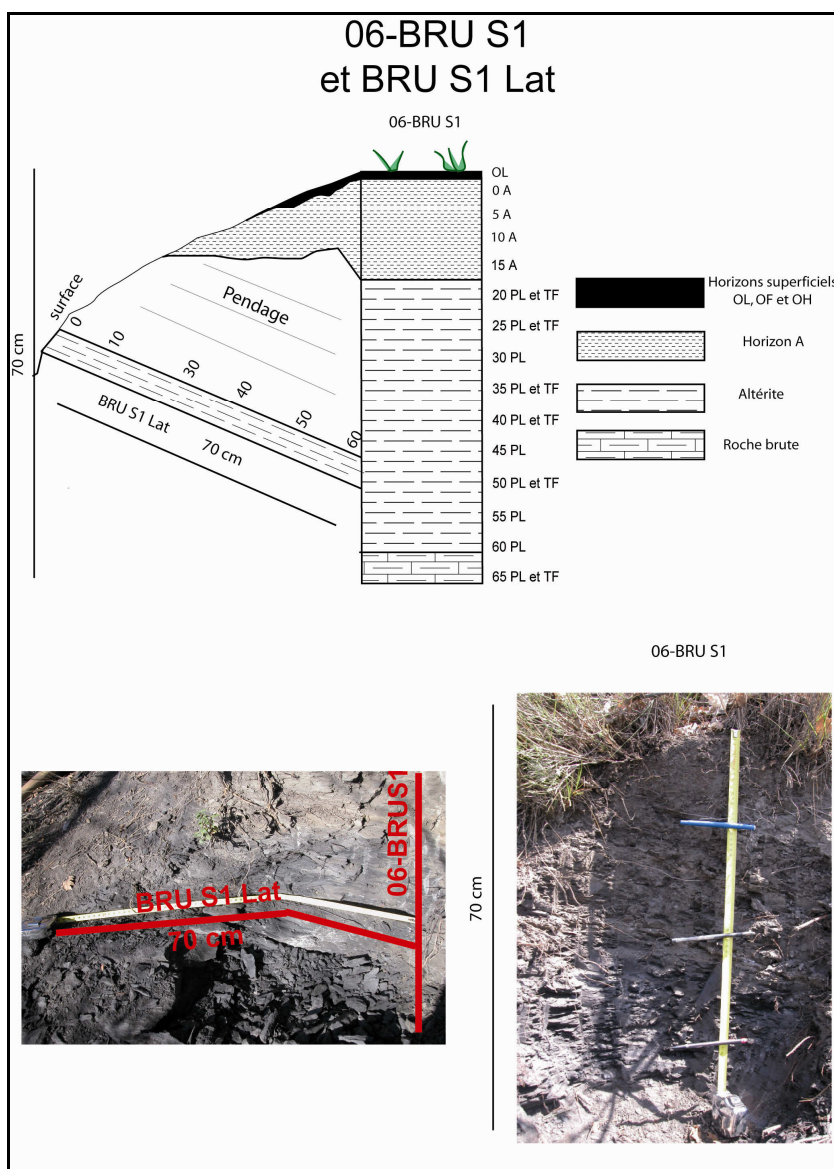 06-BRU S1
et BRU S1 Lat
06-BRU S1
OL
0 A
5 A
10 A
15 A
20 PL et TF
25 PL et TF
30 PL
35 PL et TF
40 PL et TF
45 PL
50 PL et TF
55 PL
60 PL
65 PL et TF
Horizons superficiels
OL, OF et OH
Horizon A
Altérite
Roche brute
70 cm
surface
Pendage
0
10
30
40
50
60
BRU S1 Lat
70 cm
06-BRU S1
70 cm
BRU S1 Lat
70 cm
06-BRUS1